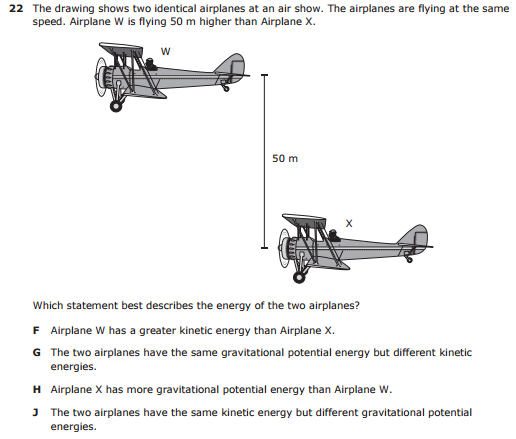 22 The drawing shows two identical airplanes at an air show. The airplanes are flying at the same
speed. Airplane W is flying 50 m higher than Airplane X.
W
50 m
X
Which statement best describes the energy of the two airplanes?
F Airplane W has a greater kinetic energy than Airplane X.
G The two airplanes have the same gravitational potential energy but different kinetic
energies.
H Airplane X has more gravitational potential energy than Airplane W.
J The two airplanes have the same kinetic energy but different gravitational potential
energies.